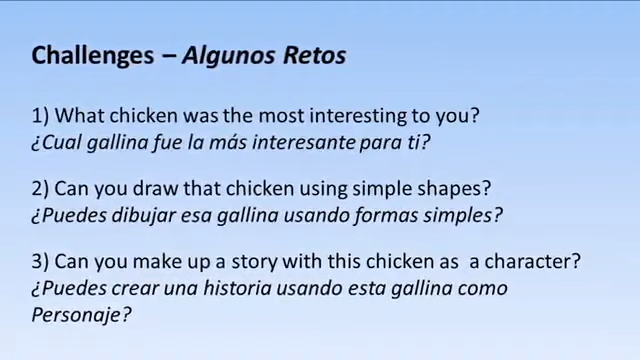 Challenges – Algunos Retos
1) What chicken was the most interesting to you?
¿Cual gallina fue la más interesante para ti?
2) Can you draw that chicken using simple shapes?
¿Puedes dibujar esa gallina usando formas simples?
3) Can you make up a story with this chicken as  a character?
¿Puedes crear una historia usando esta gallina como
Personaje?